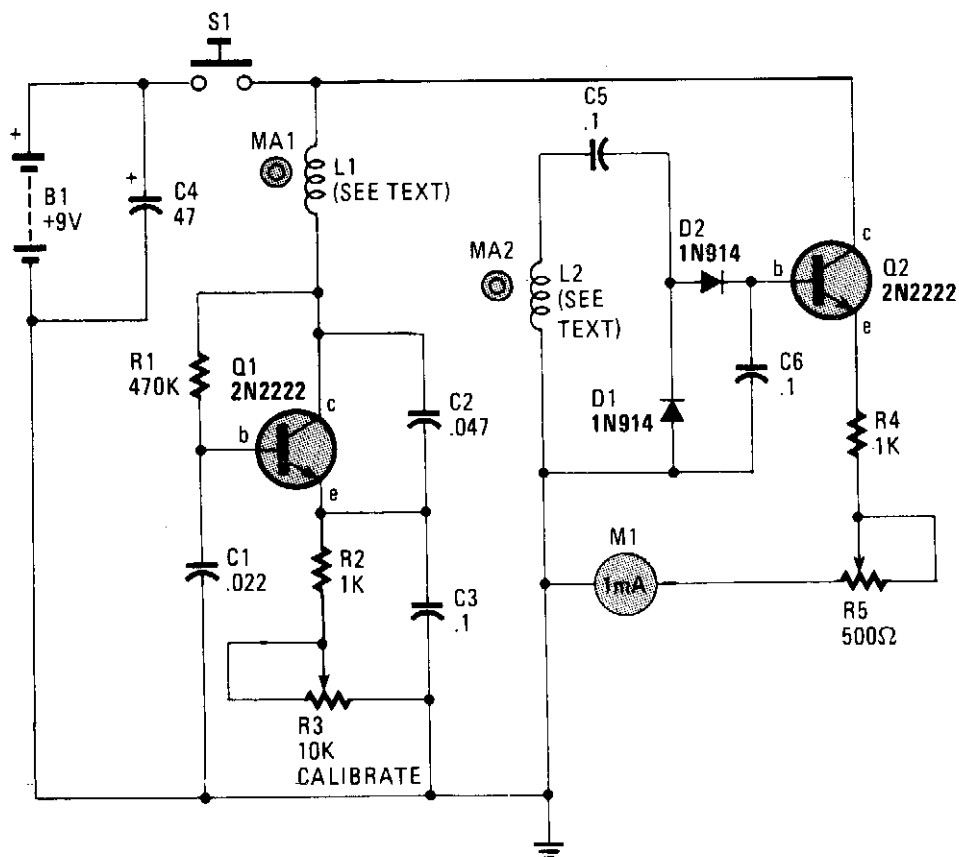 S1
+
B1
+9V
+
C4
47
MA1
L1
(SEE TEXT)
C5
.1
MA2
L2
(SEE
TEXT)
D2
1N914
b
c
e
Q2
2N2222
R1
470K
Q1
2N2222
b
c
e
C2
.047
D1
1N914
C6
.1
R4
1K
C1
.022
R2
1K
C3
.1
M1
1mA
R5
500Ω
R3
10K
CALIBRATE